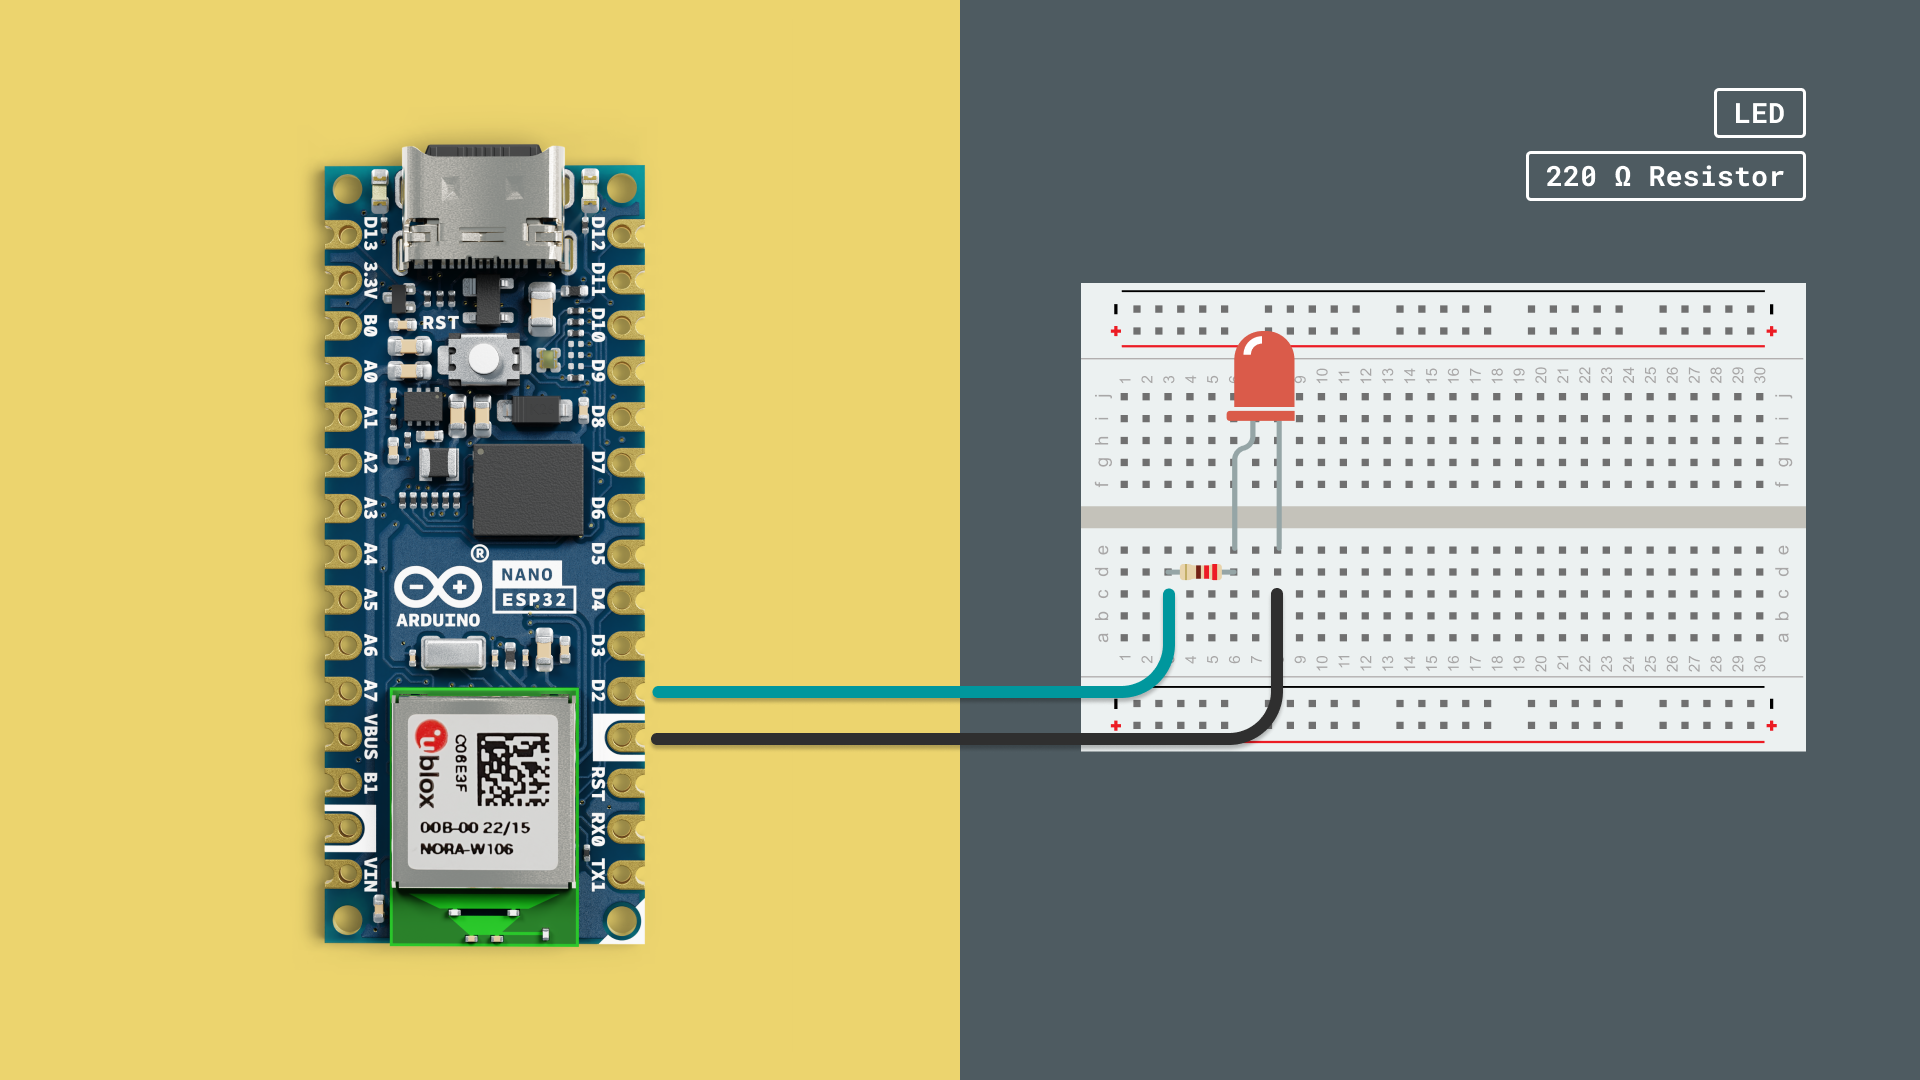 LED
220 Ω Resistor
D13
3.3V
B0
A0
A1
A2
A3
A4
A5
A6
A7
VBUS
B1
VIN
D12
D11
D10
D9
D8
D7
D6
D5
D4
D3
D2
RST
RX0
TX1
RST
®
NANO
ESP32
ARDUINO
ublox
C06E3F
00B-00 22/15
NORA-W106
1 2 3 4 5 6 9 10 11 12 13 14 15 16 17 18 19 20 21 22 23 24 25 26 27 28 29 30
j j
i i
h h
g g
f f
e e
d d
c c
b b
a a
1 2 4 5 6 7 9 10 11 12 13 14 15 16 17 18 19 20 21 22 23 24 25 26 27 28 29 30